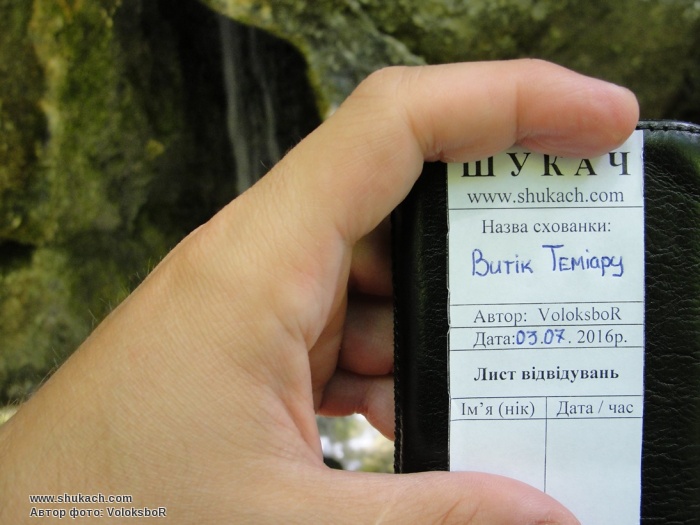 ШУКАЧ
www.shukach.com
Назва схованки:
Витік Теміару
Автор: VoloksboR
Дата:03.07. 2016р.
Лист відвідувань
Ім’я (нік) Дата / час
www.shukach.com
Автор фото: VoloksboR